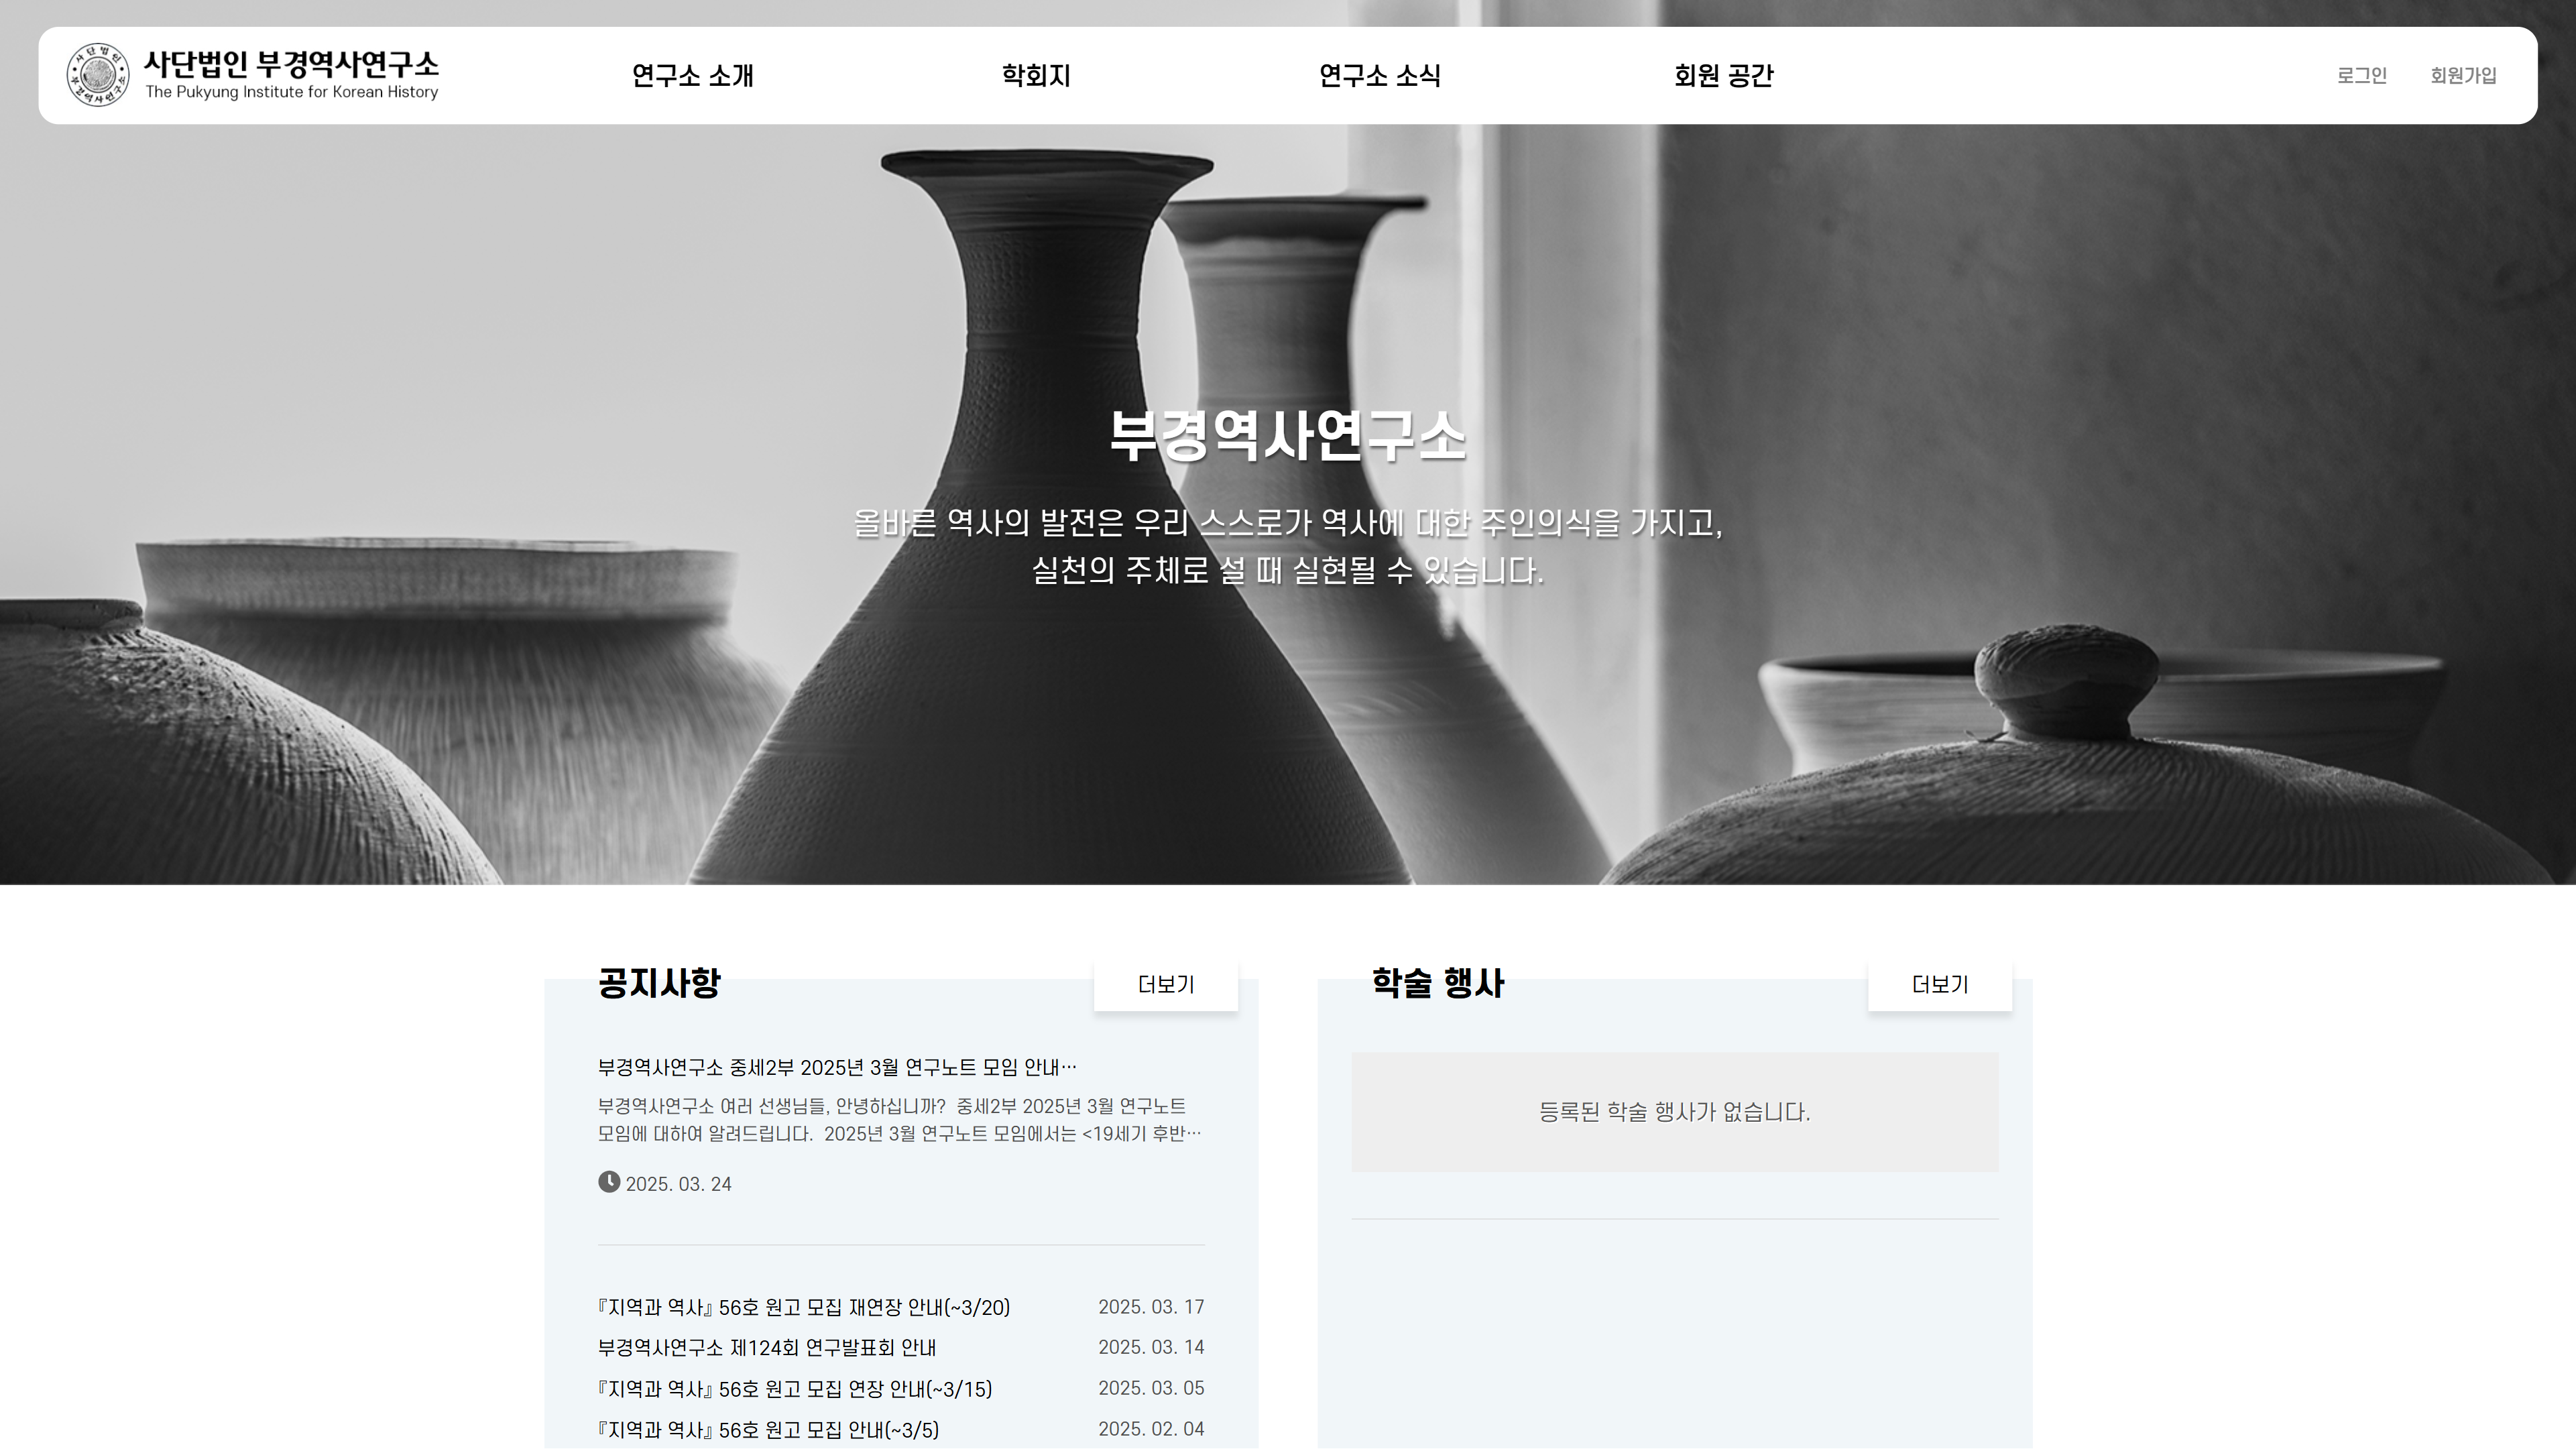 사단법인 부경역사연구소
사단법인 부경역사연구소
The Pukyung Institute for Korean History
연구소 소개
학회지
연구소 소식
회원 공간
로그인
회원가입
부경역사연구소
올바른 역사의 발전은 우리 스스로가 역사에 대한 주인의식을 가지고,
실천의 주체로 설 때 실현될 수 있습니다.
공지사항
더보기
부경역사연구소 중세2부 2025년 3월 연구노트 모임 안내…
부경역사연구소 여러 선생님들, 안녕하십니까? 중세2부 2025년 3월 연구노트
모임에 대하여 알려드립니다. 2025년 3월 연구노트 모임에서는 <19세기 후반…
2025. 03. 24
『지역과 역사』 56호 원고 모집 재연장 안내(~3/20)
2025. 03. 17
부경역사연구소 제124회 연구발표회 안내
2025. 03. 14
『지역과 역사』 56호 원고 모집 연장 안내(~3/15)
2025. 03. 05
『지역과 역사』 56호 원고 모집 안내(~3/5)
2025. 02. 04
학술 행사
더보기
등록된 학술 행사가 없습니다.